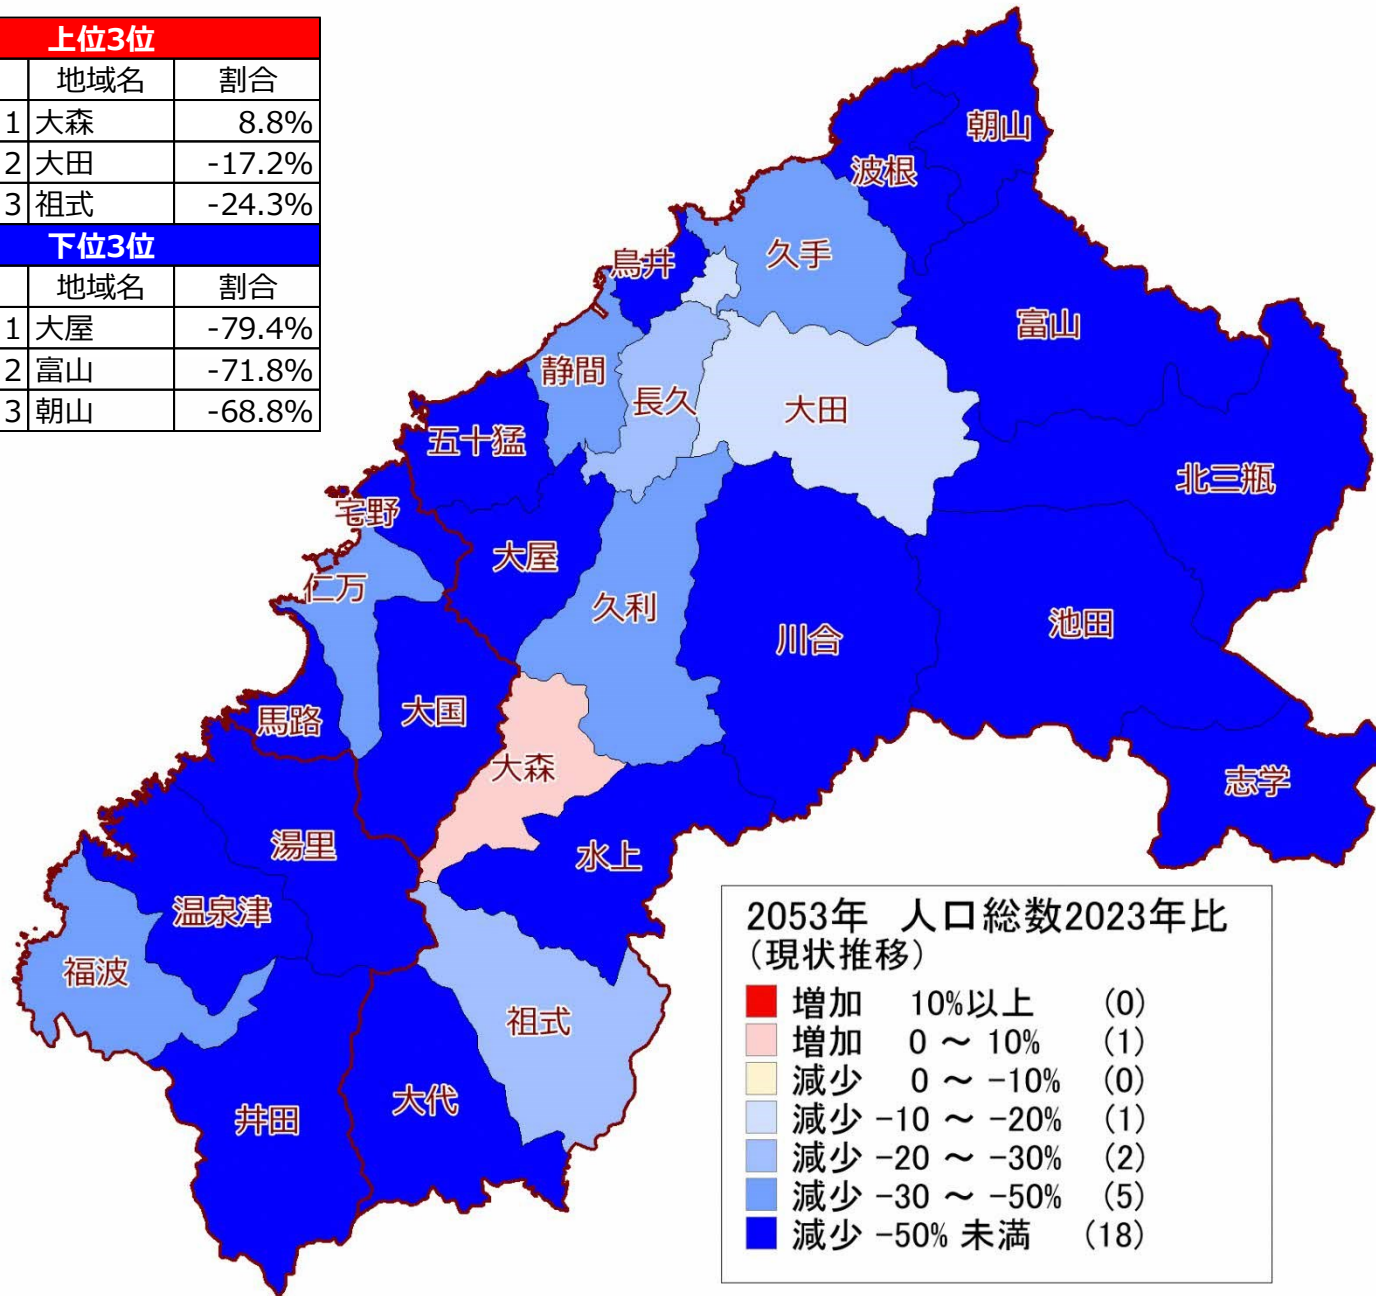 上位3位
地域名 割合
1 大森 8.8%
2 大田 -17.2%
3 祖式 -24.3%
下位3位
地域名 割合
1 大屋 -79.4%
2 富山 -71.8%
3 朝山 -68.8%
朝山
波根
久手
鳥井
富山
静間
長久
大田
五十猛
北三瓶
宅野
大屋
仁万
久利
池田
川合
馬路
大国
大森
志学
湯里
水上
温泉津
福波
祖式
大代
井田
2053年 人口総数2023年比
(現状推移)
増加 10%以上 (0)
増加 0 ～ 10% (1)
減少 0 ～ -10% (0)
減少 -10 ～ -20% (1)
減少 -20 ～ -30% (2)
減少 -30 ～ -50% (5)
減少 -50% 未満 (18)